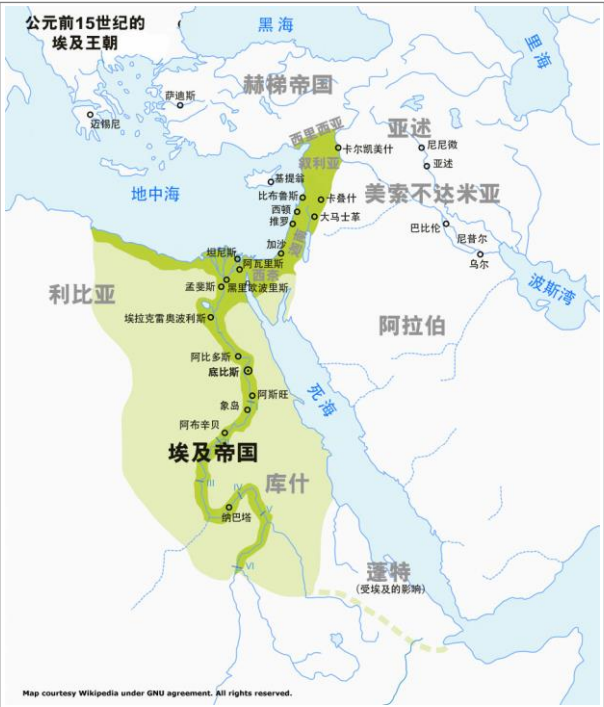 公元前15世纪的
埃及王朝
黑海
里海
赫梯帝国
萨迪斯
迈锡尼
西里西亚
卡尔凯美什
亚述
尼尼微
亚述
叙利亚
地中海
基提翁
比布鲁斯
卡叠什
西顿
推罗
大马士革
美索不达米亚
巴比伦
尼普尔
乌尔
波斯湾
加沙
迦南
坦尼斯
阿瓦里斯
西奈
孟斐斯
黑里欧波里斯
利比亚
埃拉克雷奥波利斯
阿拉伯
阿比多斯
底比斯
死海
阿斯旺
象岛
阿布辛贝
埃及帝国
库什
III
IV
V
纳巴塔
VI
蓬特
(受埃及的影响)
Map courtesy Wikipedia under GNU agreement. All rights reserved.